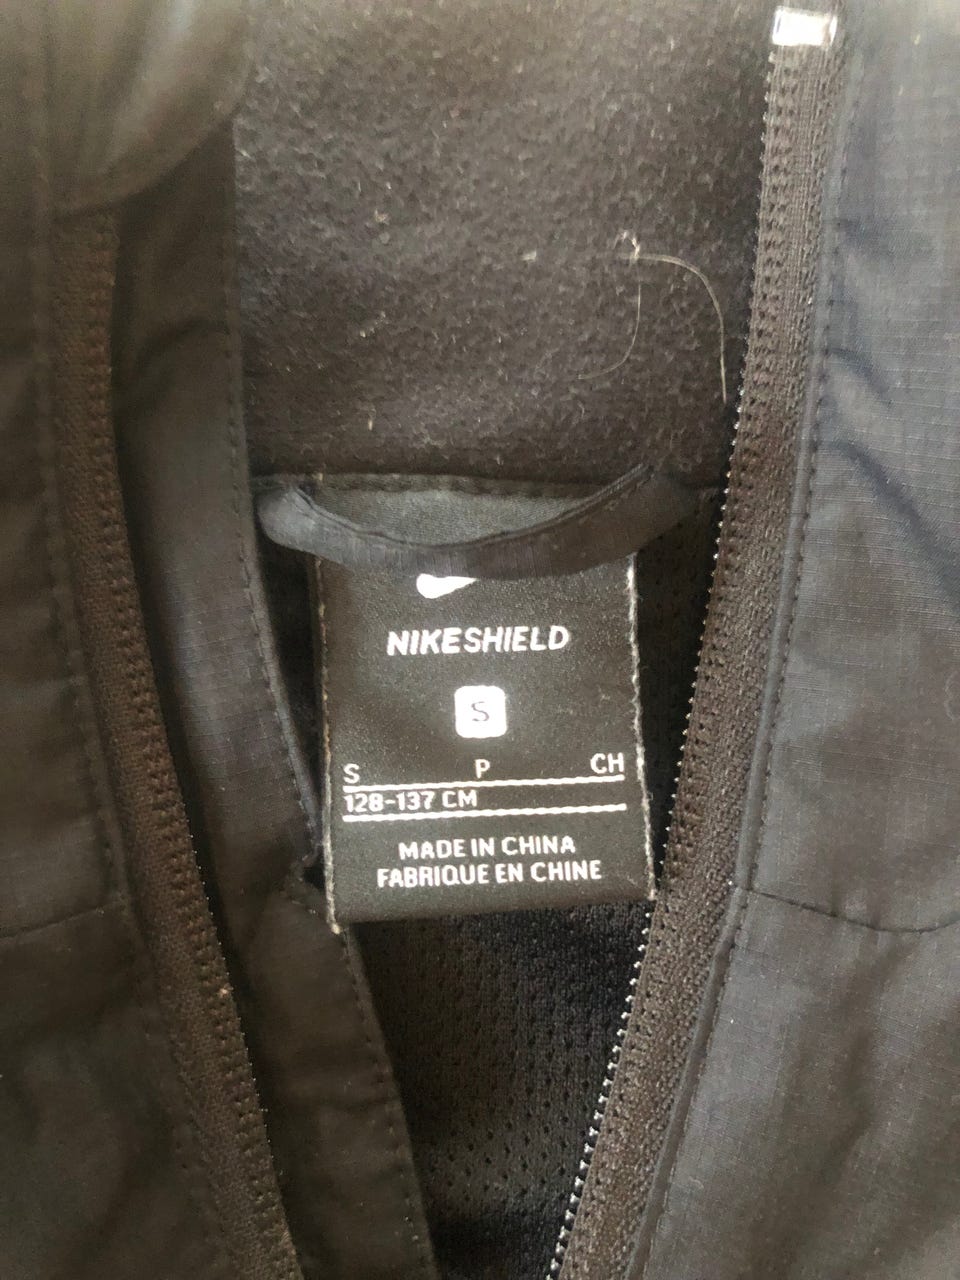 NIKESHIELD
S
S P CH
128-137 CM
MADE IN CHINA
FABRIQUE EN CHINE